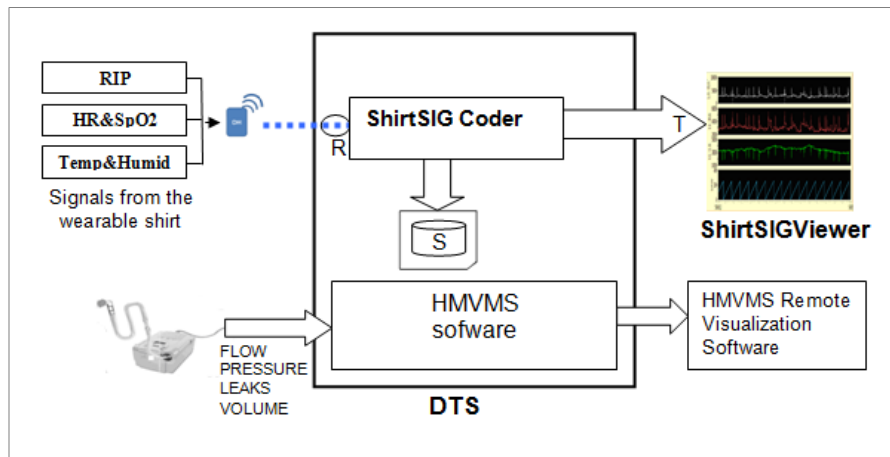 RIP
HR&SpO2
Temp&Humid
Signals from the
wearable shirt
R
ShirtSIG Coder
T
S
ShirtSIGViewer
FLOW
PRESSURE
LEAKS
VOLUME
HMVMS
sofware
HMVMS Remote
Visualization
Software
DTS